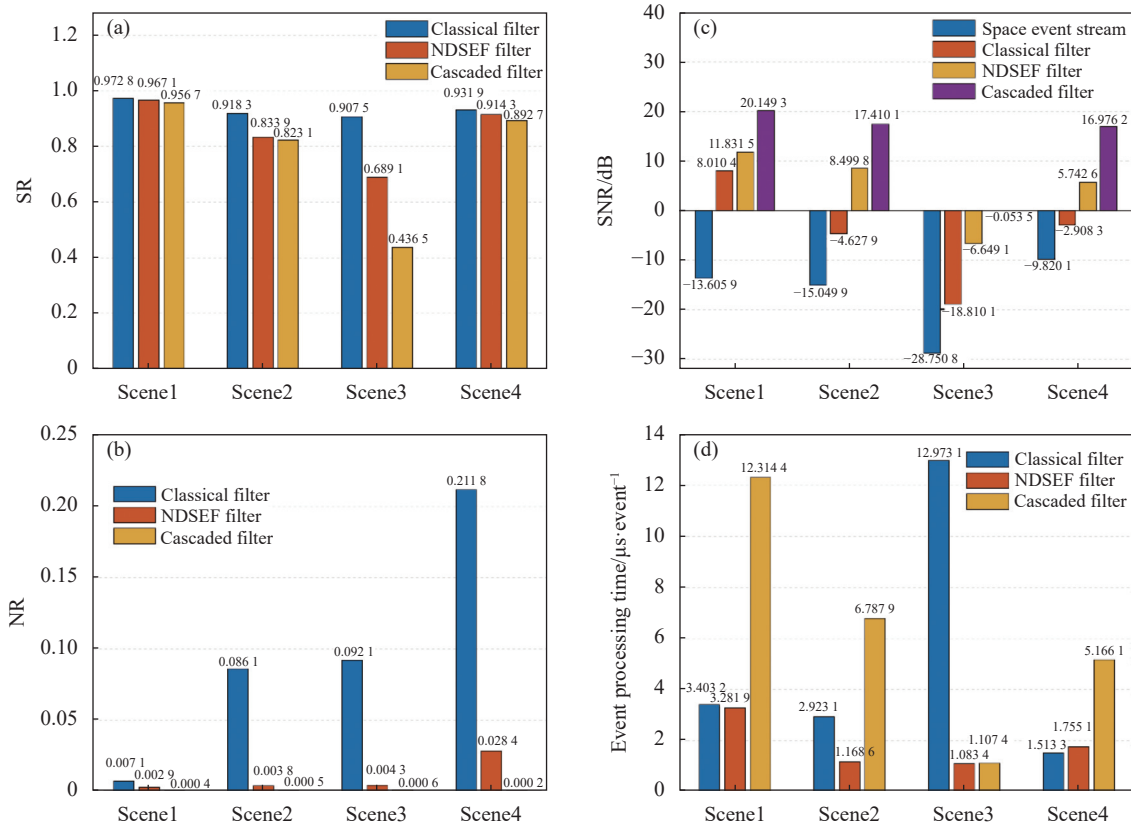 (a)
Classical filter
NDSEF filter
Cascaded filter
SR
1.2
1.0
0.8
0.6
0.4
0.2
0
0.972 8
0.967 1
0.956 7
0.918 3
0.833 9
0.823 1
0.907 5
0.689 1
0.436 5
0.931 9
0.914 3
0.892 7
Scene1
Scene2
Scene3
Scene4
(c)
Space event stream
Classical filter
NDSEF filter
Cascaded filter
SNR/dB
40
30
20
10
0
−10
−20
−30
−13.605 9
8.010 4
11.831 5
20.149 3
−15.049 9
−4.627 9
8.499 8
17.410 1
−28.750 8
−18.810 1
−6.649 1
−0.053 5
−9.820 1
−2.908 3
5.742 6
16.976 2
Scene1
Scene2
Scene3
Scene4
(b)
Classical filter
NDSEF filter
Cascaded filter
NR
0.25
0.20
0.15
0.10
0.05
0
0.007 1
0.002 9
0.000 4
0.086 1
0.003 8
0.000 5
0.092 1
0.004 3
0.000 6
0.211 8
0.028 4
0.000 2
Scene1
Scene2
Scene3
Scene4
(d)
Classical filter
NDSEF filter
Cascaded filter
Event processing time/μs·event⁻¹
14
12
10
8
6
4
2
0
3.403 2
3.281 9
12.314 4
2.923 1
1.168 6
6.787 9
12.973 1
1.083 4
1.107 4
1.513 3
1.755 1
5.166 1
Scene1
Scene2
Scene3
Scene4